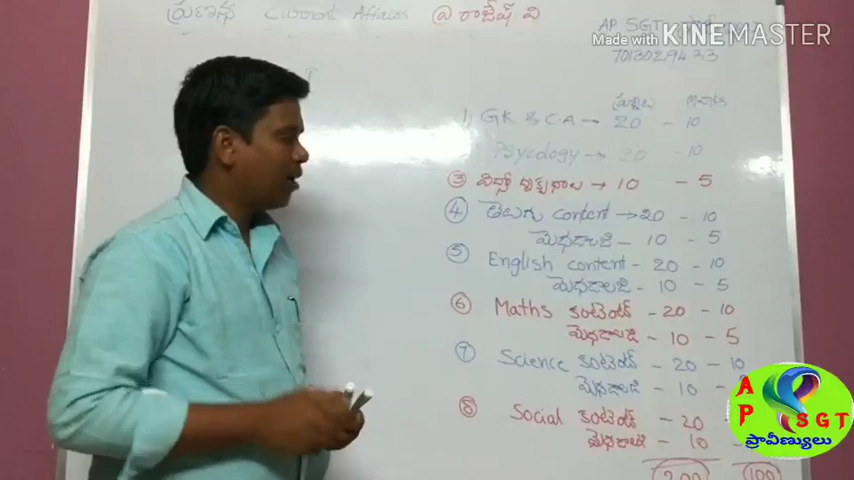 ప్రణానస Current Affairs @ రాజేష్ వి
AP SGT
Made with KINEMASTER
7013029433
ప్రశ్నలు Marks
1) GK & CA → 20 - 10
Psycology → 20 - 10
③ విద్యా దృక్పథాలు → 10 - 5
④ తెలుగు content → 20 - 10
మెథడాలజి - 10 - 5
⑤ English content - 20 - 10
మెథడాలజి - 10 - 5
⑥ Maths కంటెంట్ - 20 - 10
మెథడాలజి - 10 - 5
⑦ Science కంటెంట్ - 20 - 10
మెథడాలజి - 10 -
⑧ Social కంటెంట్ - 20
మెథడాలజి - 10 -
200 100
AP SGT
ప్రావీణ్యులు